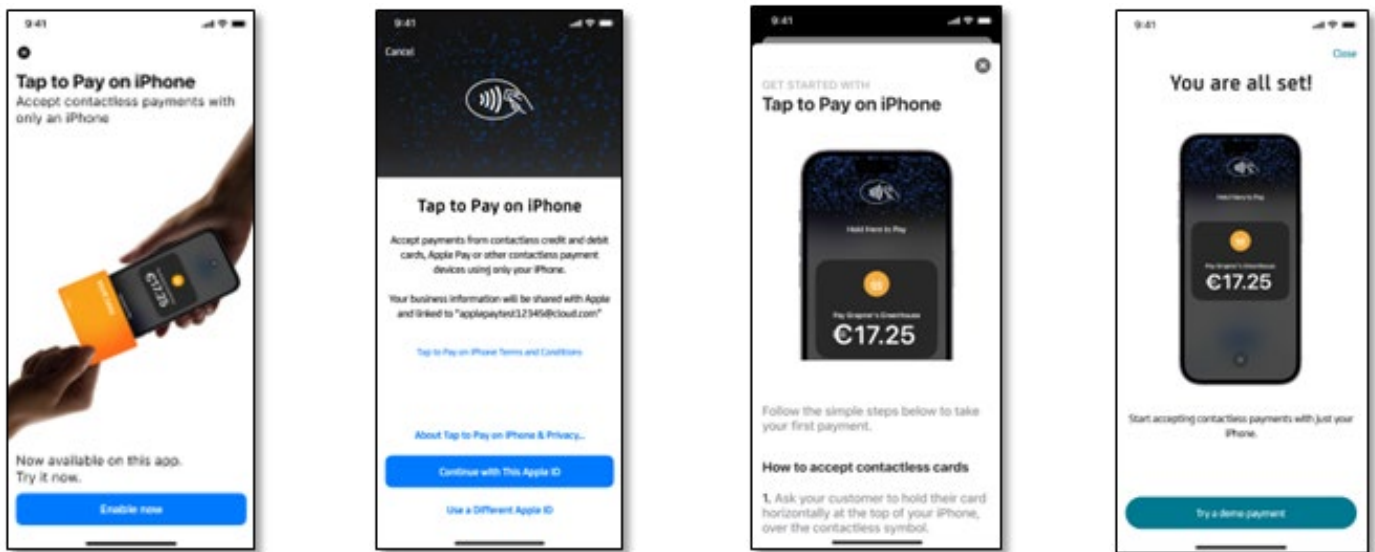 9:41
Tap to Pay on iPhone
Accept contactless payments with
only an iPhone
€17.25
Now available on this app.
Try it now.
Enable now
9:41
Cancel
Tap to Pay on iPhone
Accept payments from contactless credit and debit
cards, Apple Pay or other contactless payment
devices using only your iPhone.
Your business information will be shared with Apple
and linked to "applepaytest12345@icloud.com"
Tap to Pay on iPhone Terms and Conditions
About Tap to Pay on iPhone & Privacy...
Continue with This Apple ID
Use a Different Apple ID
9:41
GET STARTED WITH
Tap to Pay on iPhone
Hold Here to Pay
€17.25
Follow the simple steps below to take
your first payment.
How to accept contactless cards
1. Ask your customer to hold their card
horizontally at the top of your iPhone,
over the contactless symbol.
9:41
Close
You are all set!
Hold Here to Pay
€17.25
Start accepting contactless payments with just your
iPhone.
Try a demo payment